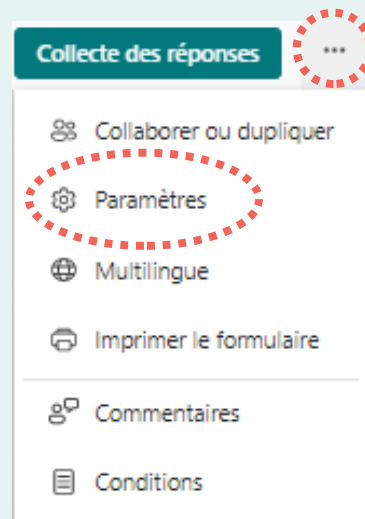 Collecte des réponses ...
Collaborer ou dupliquer
Paramètres
Multilingue
Imprimer le formulaire
Commentaires
Conditions